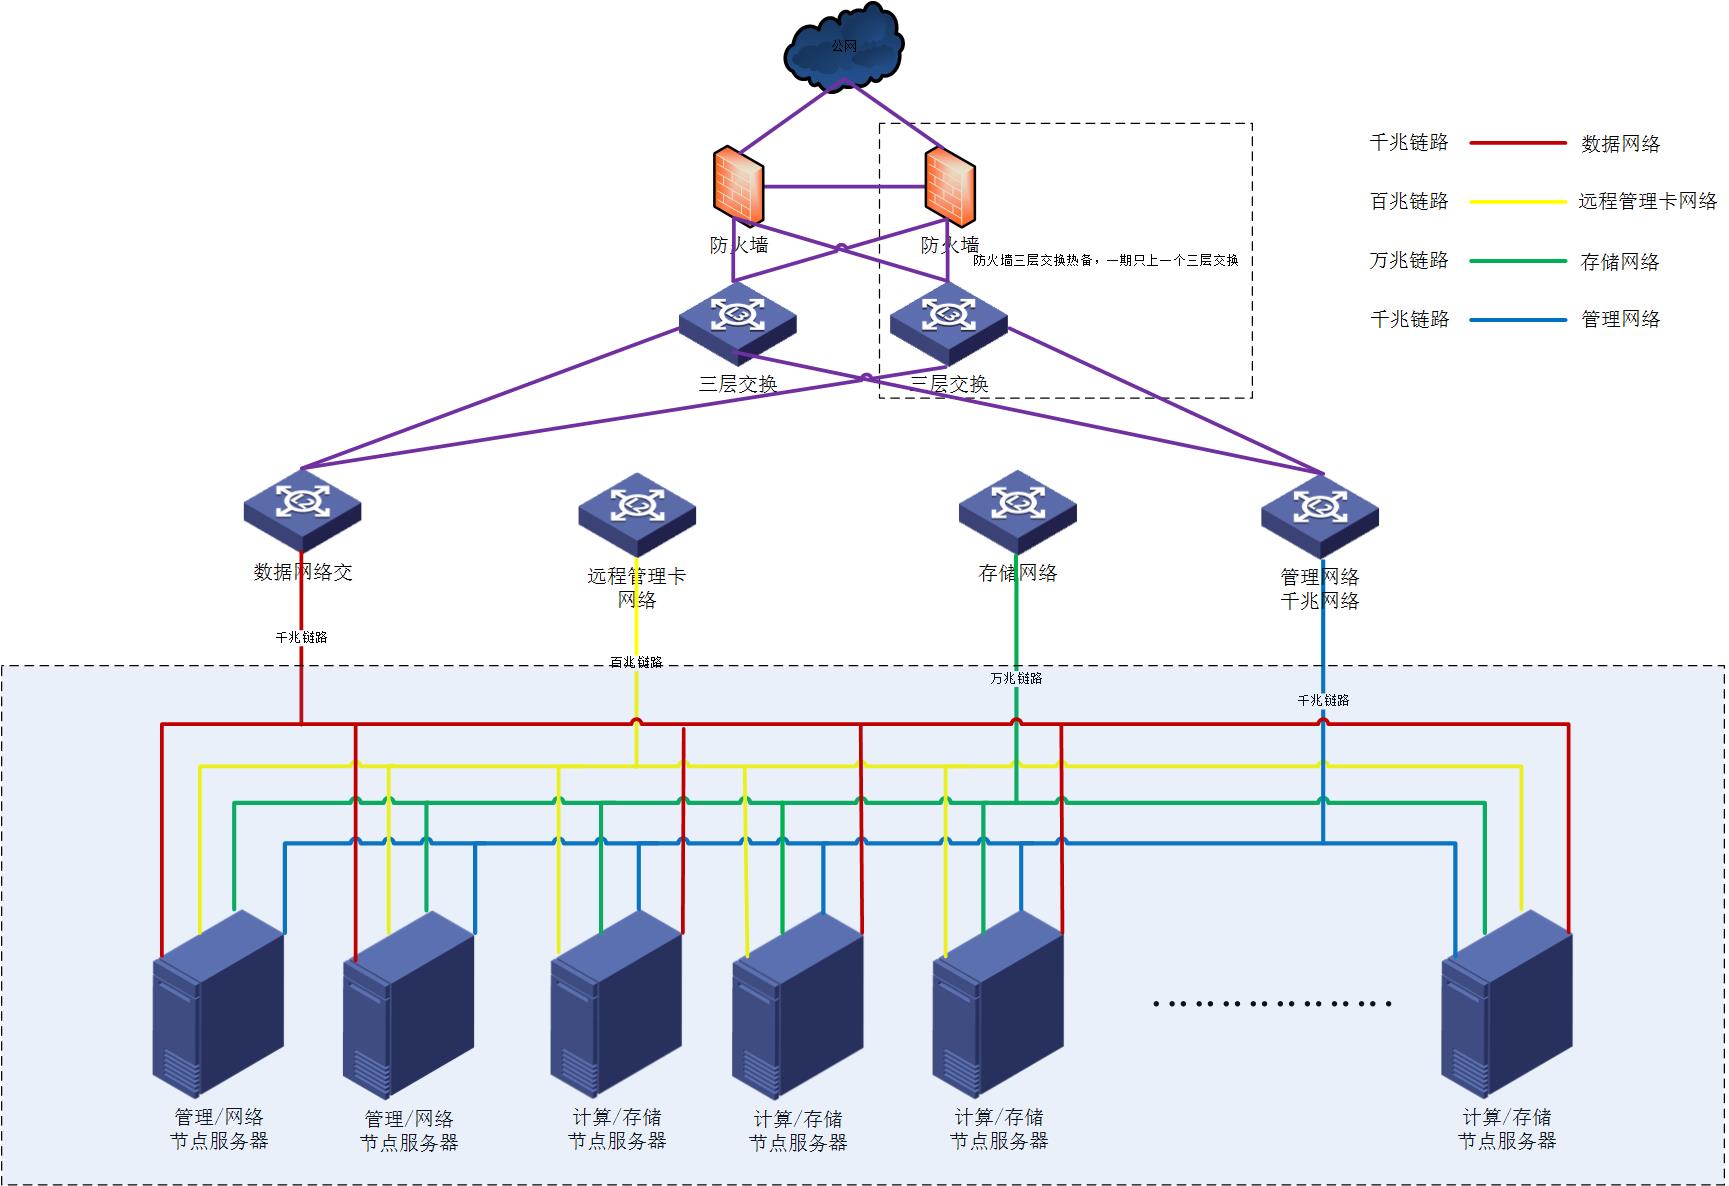 公网
千兆链路 数据网络
百兆链路 远程管理卡网络
万兆链路 存储网络
千兆链路 管理网络
防火墙
防火墙
防火墙三层交换热备，一期只上一个三层交换
L3
L3
三层交换
三层交换
L2
L2
L2
L2
数据网络交
远程管理卡
网络
存储网络
管理网络
千兆网络
千兆链路
百兆链路
万兆链路
千兆链路
………………
管理/网络
节点服务器
管理/网络
节点服务器
计算/存储
节点服务器
计算/存储
节点服务器
计算/存储
节点服务器
计算/存储
节点服务器